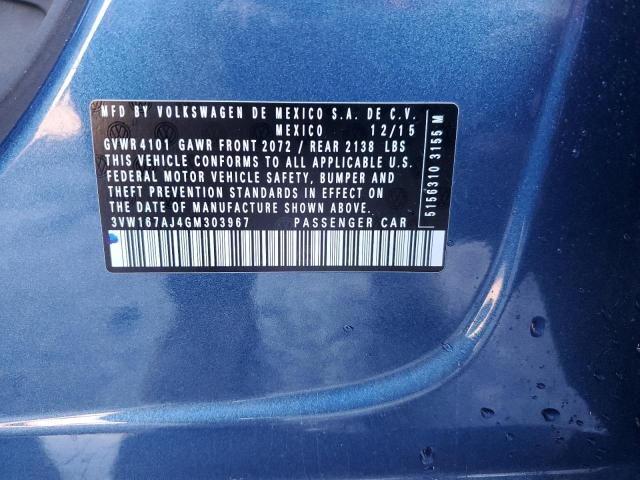 MFD BY VOLKSWAGEN DE MEXICO S.A. DE C.V.
MEXICO 12/15
GVWR 4101 GAWR FRONT 2072 / REAR 2138 LBS
THIS VEHICLE CONFORMS TO ALL APPLICABLE U.S.
FEDERAL MOTOR VEHICLE SAFETY, BUMPER AND
THEFT PREVENTION STANDARDS IN EFFECT ON
THE DATE OF MANUFACTURE SHOWN ABOVE.
3VW167AJ4GM303967 PASSENGER CAR
5156310 3155 M